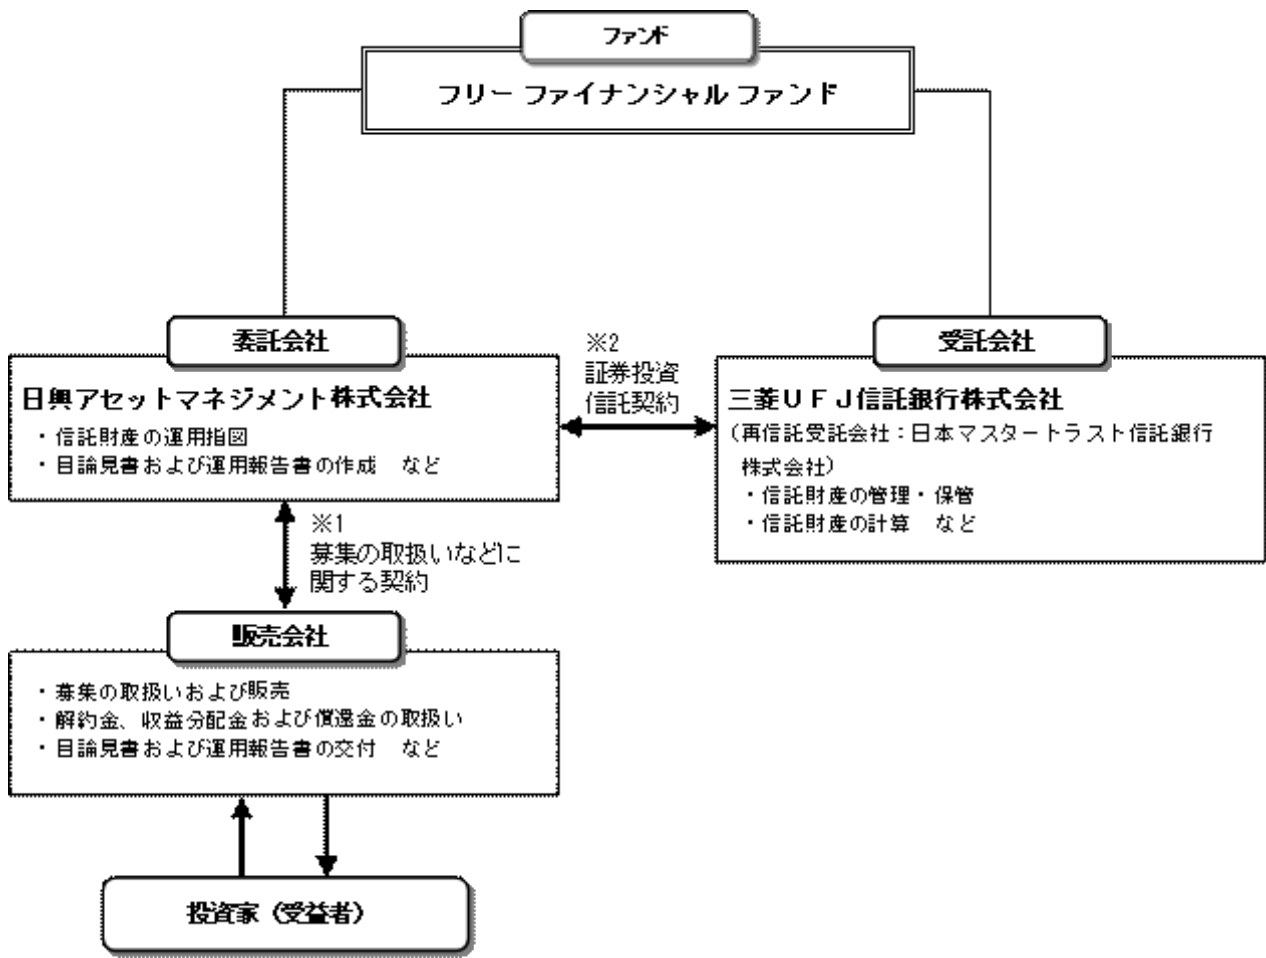 ファンド
フリー ファイナンシャル ファンド
委託会社
日興アセットマネジメント株式会社
・信託財産の運用指図
・目論見書および運用報告書の作成　など
※2
証券投資
信託契約
受託会社
三菱ＵＦＪ信託銀行株式会社
(再信託受託会社：日本マスタートラスト信託銀行
株式会社)
・信託財産の管理・保管
・信託財産の計算　など
※1
募集の取扱いなどに
関する契約
販売会社
・募集の取扱いおよび販売
・解約金、収益分配金および償還金の取扱い
・目論見書および運用報告書の交付　など
投資家（受益者）